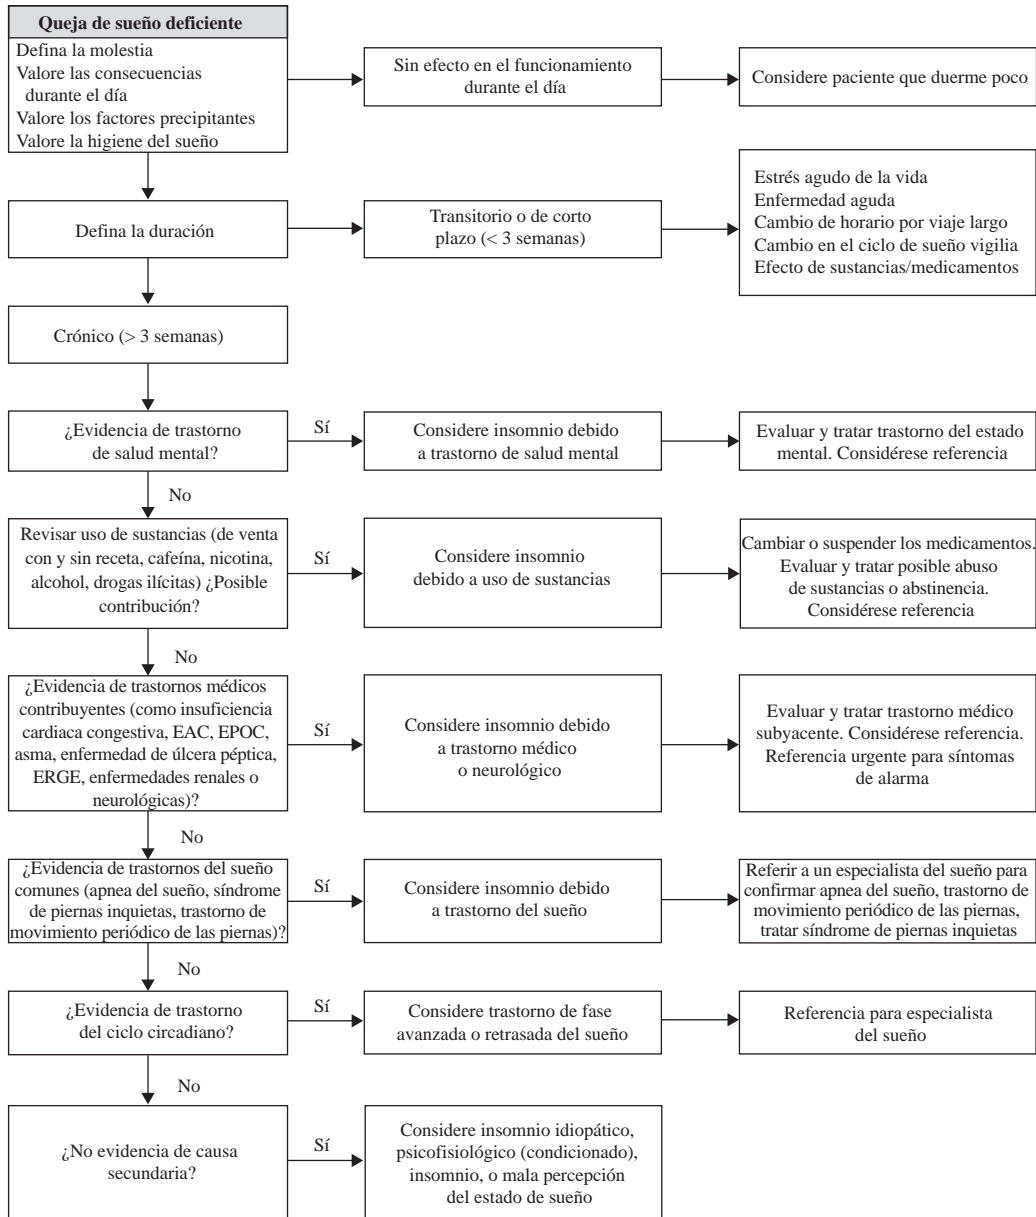 Queja de sueño deficiente
Defina la molestia
Valore las consecuencias
durante el día
Valore los factores precipitantes
Valore la higiene del sueño
Sin efecto en el funcionamiento
durante el día
Considere paciente que duerme poco
Defina la duración
Transitorio o de corto
plazo (< 3 semanas)
Estrés agudo de la vida
Enfermedad aguda
Cambio de horario por viaje largo
Cambio en el ciclo de sueño vigilia
Efecto de sustancias/medicamentos
Crónico (> 3 semanas)
¿Evidencia de trastorno
de salud mental?
Sí
Considere insomnio debido
a trastorno de salud mental
Evaluar y tratar trastorno del estado
mental. Considérese referencia
No
Revisar uso de sustancias (de venta
con y sin receta, cafeína, nicotina,
alcohol, drogas ilícitas) ¿Posible
contribución?
Sí
Considere insomnio
debido a uso de sustancias
Cambiar o suspender los medicamentos.
Evaluar y tratar posible abuso
de sustancias o abstinencia.
Considérese referencia
No
¿Evidencia de trastornos médicos
contribuyentes (como insuficiencia
cardiaca congestiva, EAC, EPOC,
asma, enfermedad de úlcera péptica,
ERGE, enfermedades renales o
neurológicas)?
Sí
Considere insomnio debido
a trastorno médico
o neurológico
Evaluar y tratar trastorno médico
subyacente. Considérese referencia.
Referencia urgente para síntomas
de alarma
No
¿Evidencia de trastornos del sueño
comunes (apnea del sueño, síndrome
de piernas inquietas, trastorno de
movimiento periódico de las piernas)?
Sí
Considere insomnio debido
a trastorno del sueño
Referir a un especialista del sueño para
confirmar apnea del sueño, trastorno de
movimiento periódico de las piernas,
tratar síndrome de piernas inquietas
No
¿Evidencia de trastorno
del ciclo circadiano?
Sí
Considere trastorno de fase
avanzada o retrasada del sueño
Referencia para especialista
del sueño
No
¿No evidencia de causa
secundaria?
Sí
Considere insomnio idiopático,
psicofisiológico (condicionado),
insomnio, o mala percepción
del estado de sueño